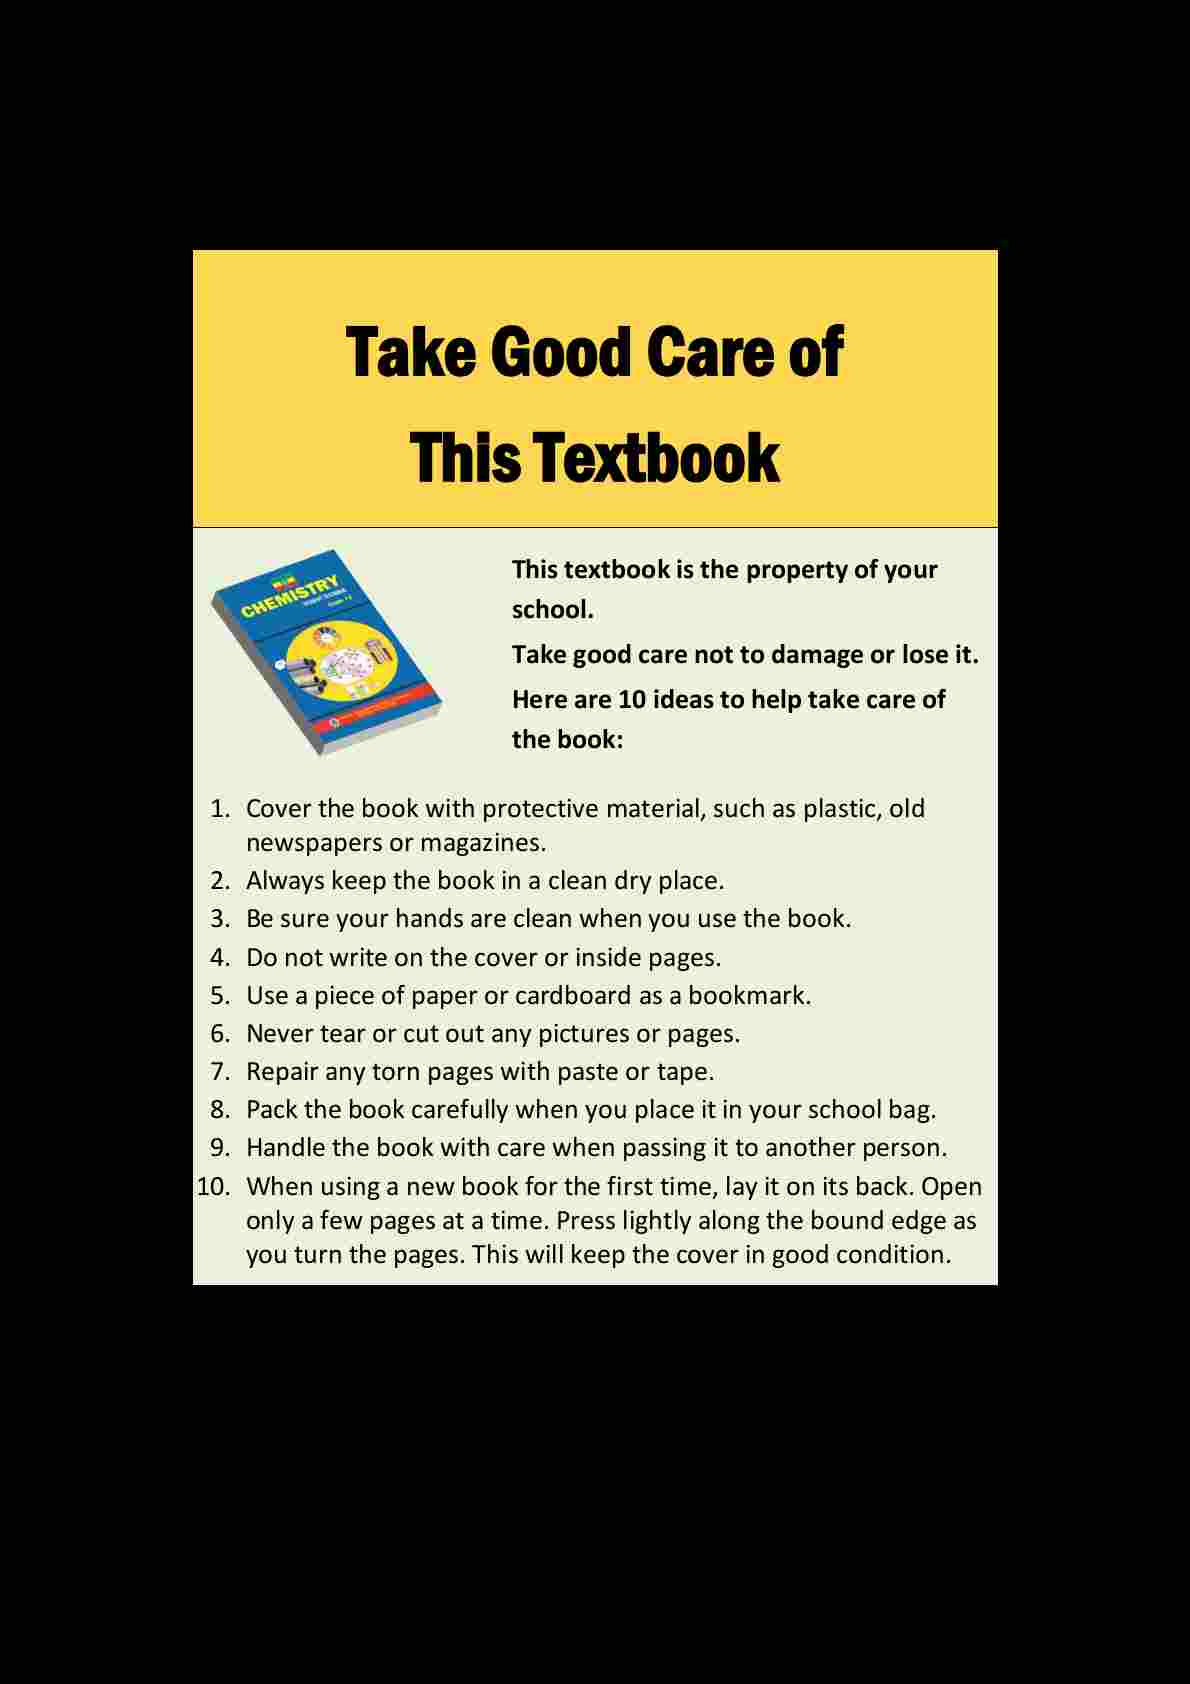 Take Good Care of
This Textbook
CHEMISTRY
This textbook is the property of your
school.
Take good care not to damage or lose it.
Here are 10 ideas to help take care of
the book:
1. Cover the book with protective material, such as plastic, old
newspapers or magazines.
2. Always keep the book in a clean dry place.
3. Be sure your hands are clean when you use the book.
4. Do not write on the cover or inside pages.
5. Use a piece of paper or cardboard as a bookmark.
6. Never tear or cut out any pictures or pages.
7. Repair any torn pages with paste or tape.
8. Pack the book carefully when you place it in your school bag.
9. Handle the book with care when passing it to another person.
10. When using a new book for the first time, lay it on its back. Open
only a few pages at a time. Press lightly along the bound edge as
you turn the pages. This will keep the cover in good condition.